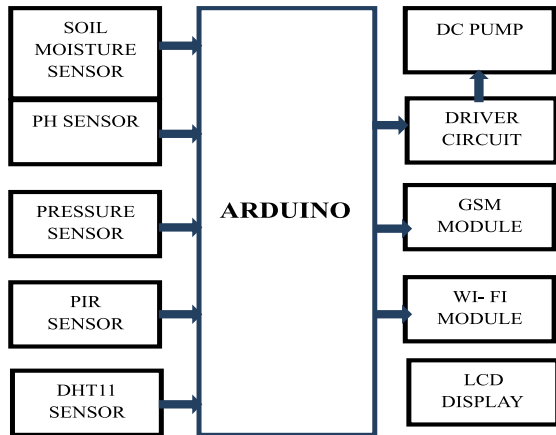 SOIL
MOISTURE
SENSOR
PH SENSOR
PRESSURE
SENSOR
PIR
SENSOR
DHT11
SENSOR
ARDUINO
DC PUMP
DRIVER
CIRCUIT
GSM
MODULE
WI- FI
MODULE
LCD
DISPLAY